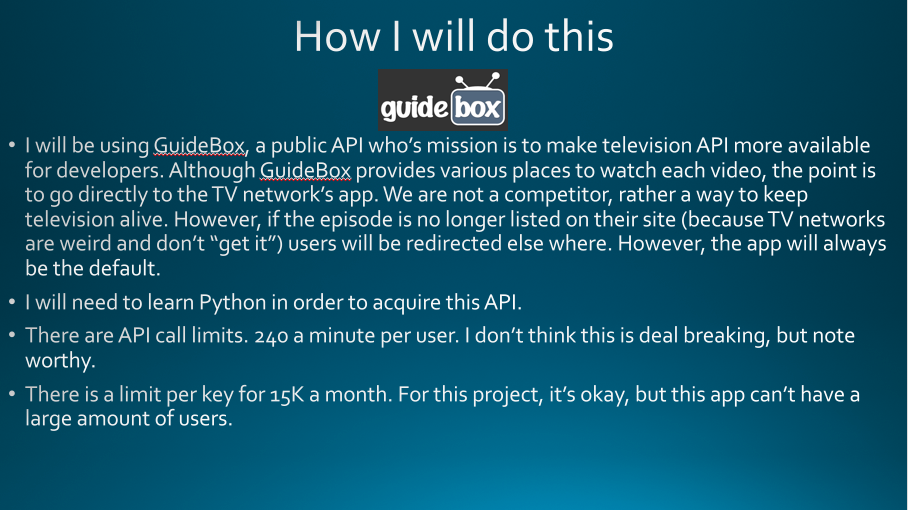 How I will do this
guidebox
• I will be using GuideBox, a public API who's mission is to make television API more available
for developers. Although GuideBox provides various places to watch each video, the point is
to go directly to the TV network's app. We are not a competitor, rather a way to keep
television alive. However, if the episode is no longer listed on their site (because TV networks
are weird and don't “get it”) users will be redirected else where. However, the app will always
be the default.
• I will need to learn Python in order to acquire this API.
• There are API call limits. 240 a minute per user. I don't think this is deal breaking, but note
worthy.
• There is a limit per key for 15K a month. For this project, it's okay, but this app can't have a
large amount of users.